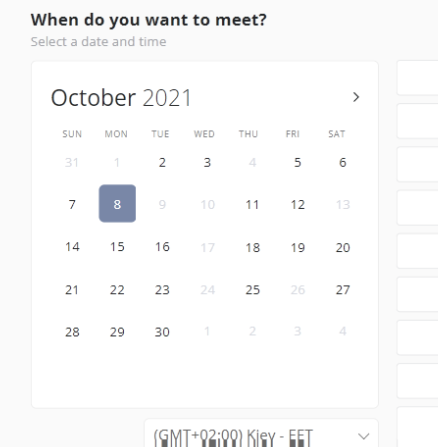 When do you want to meet?
Select a date and time
October 2021
SUN MON TUE WED THU FRI SAT
31 1 2 3 4 5 6
7 8 9 10 11 12 13
14 15 16 17 18 19 20
21 22 23 24 25 26 27
28 29 30 1 2 3 4
(GMT+02:00) Kiev - EET